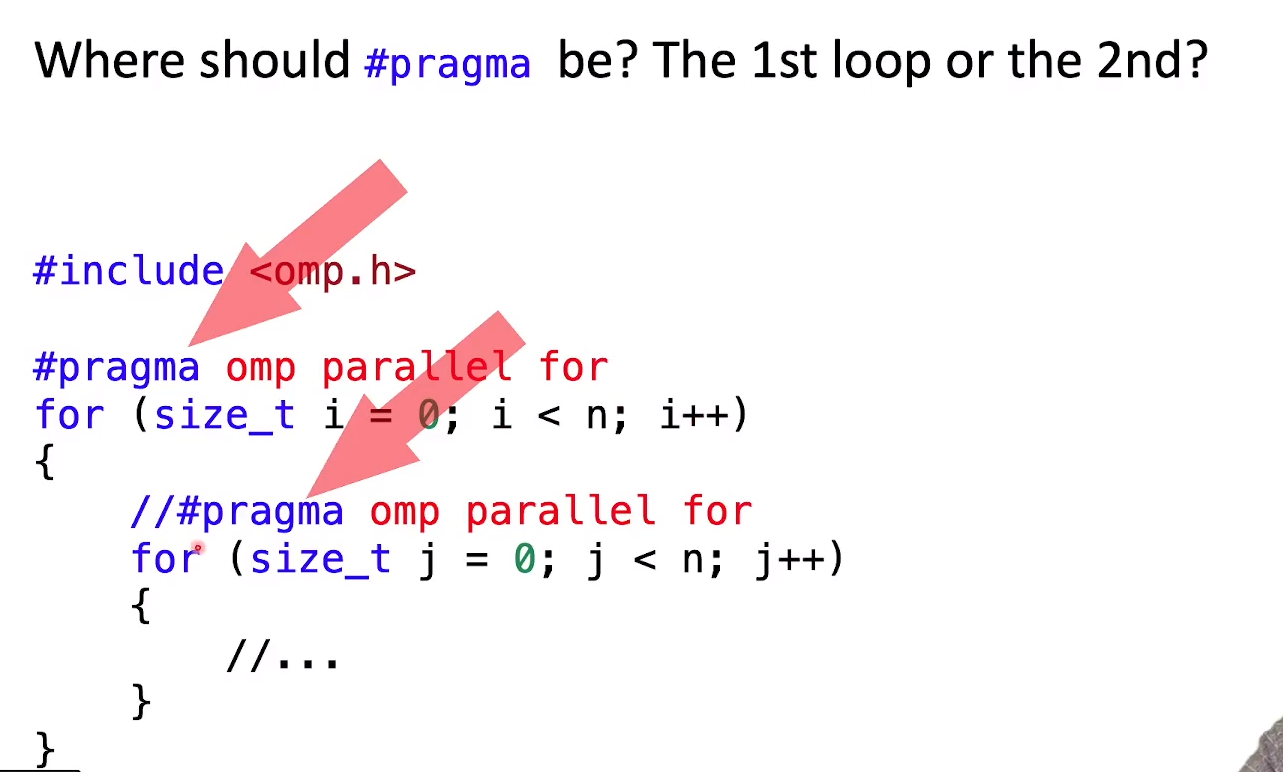 Where should #pragma be? The 1st loop or the 2nd?
#include <omp.h>
#pragma omp parallel for
for (size_t i = 0; i < n; i++)
{
//#pragma omp parallel for
for (size_t j = 0; j < n; j++)
{
//...
}
}